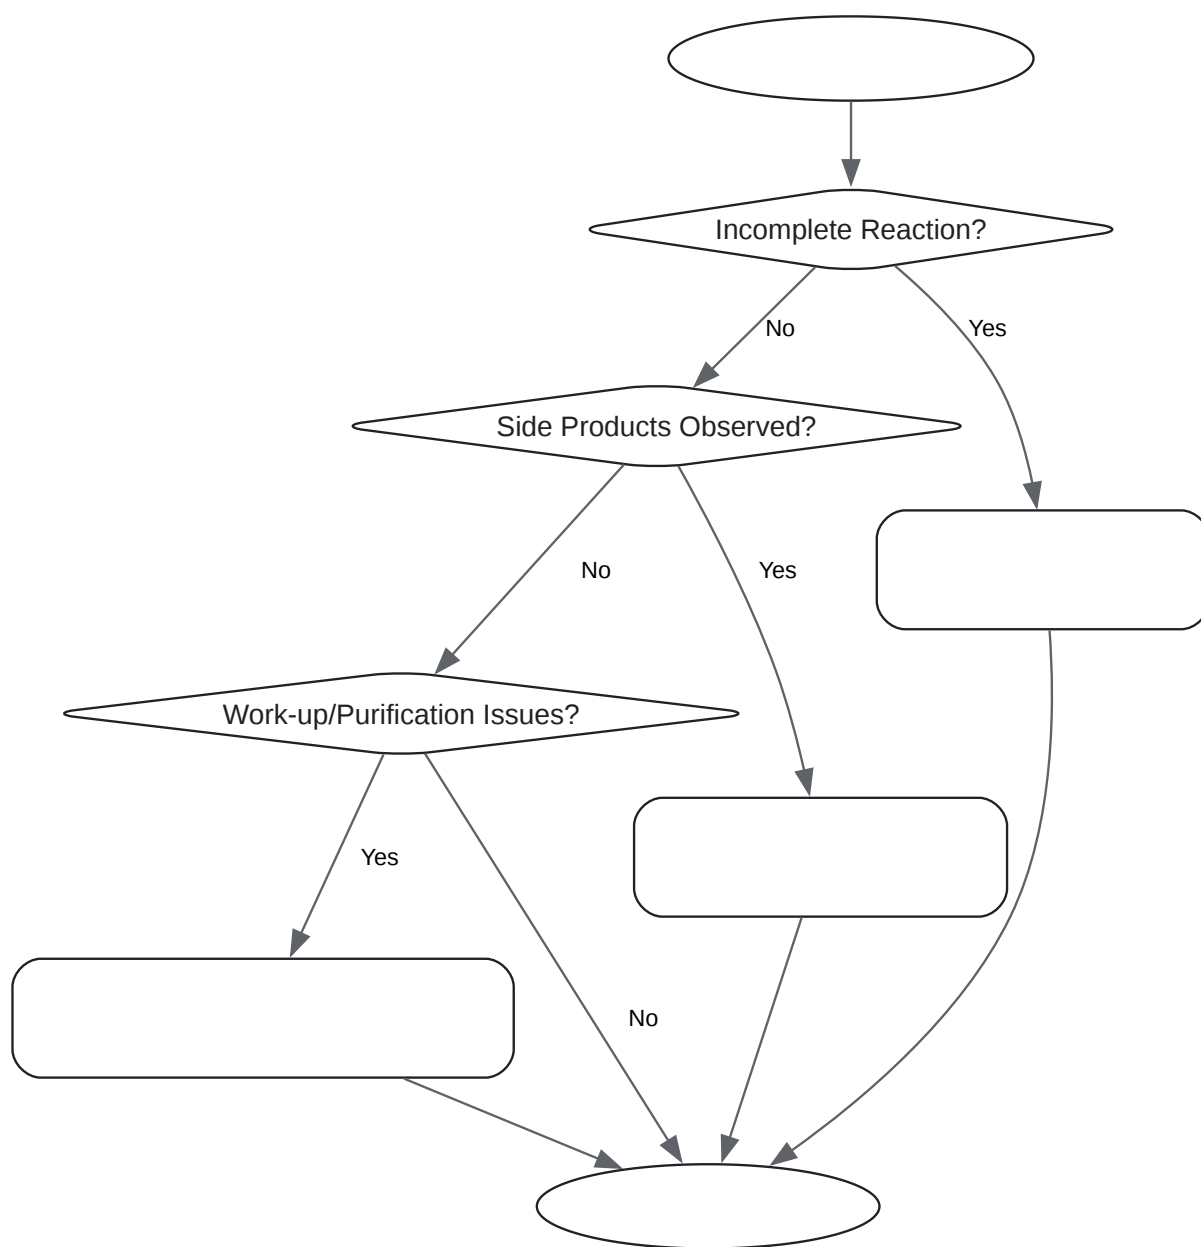 Incomplete Reaction?
No
Yes
Side Products Observed?
No
Yes
Work-up/Purification Issues?
Yes
No